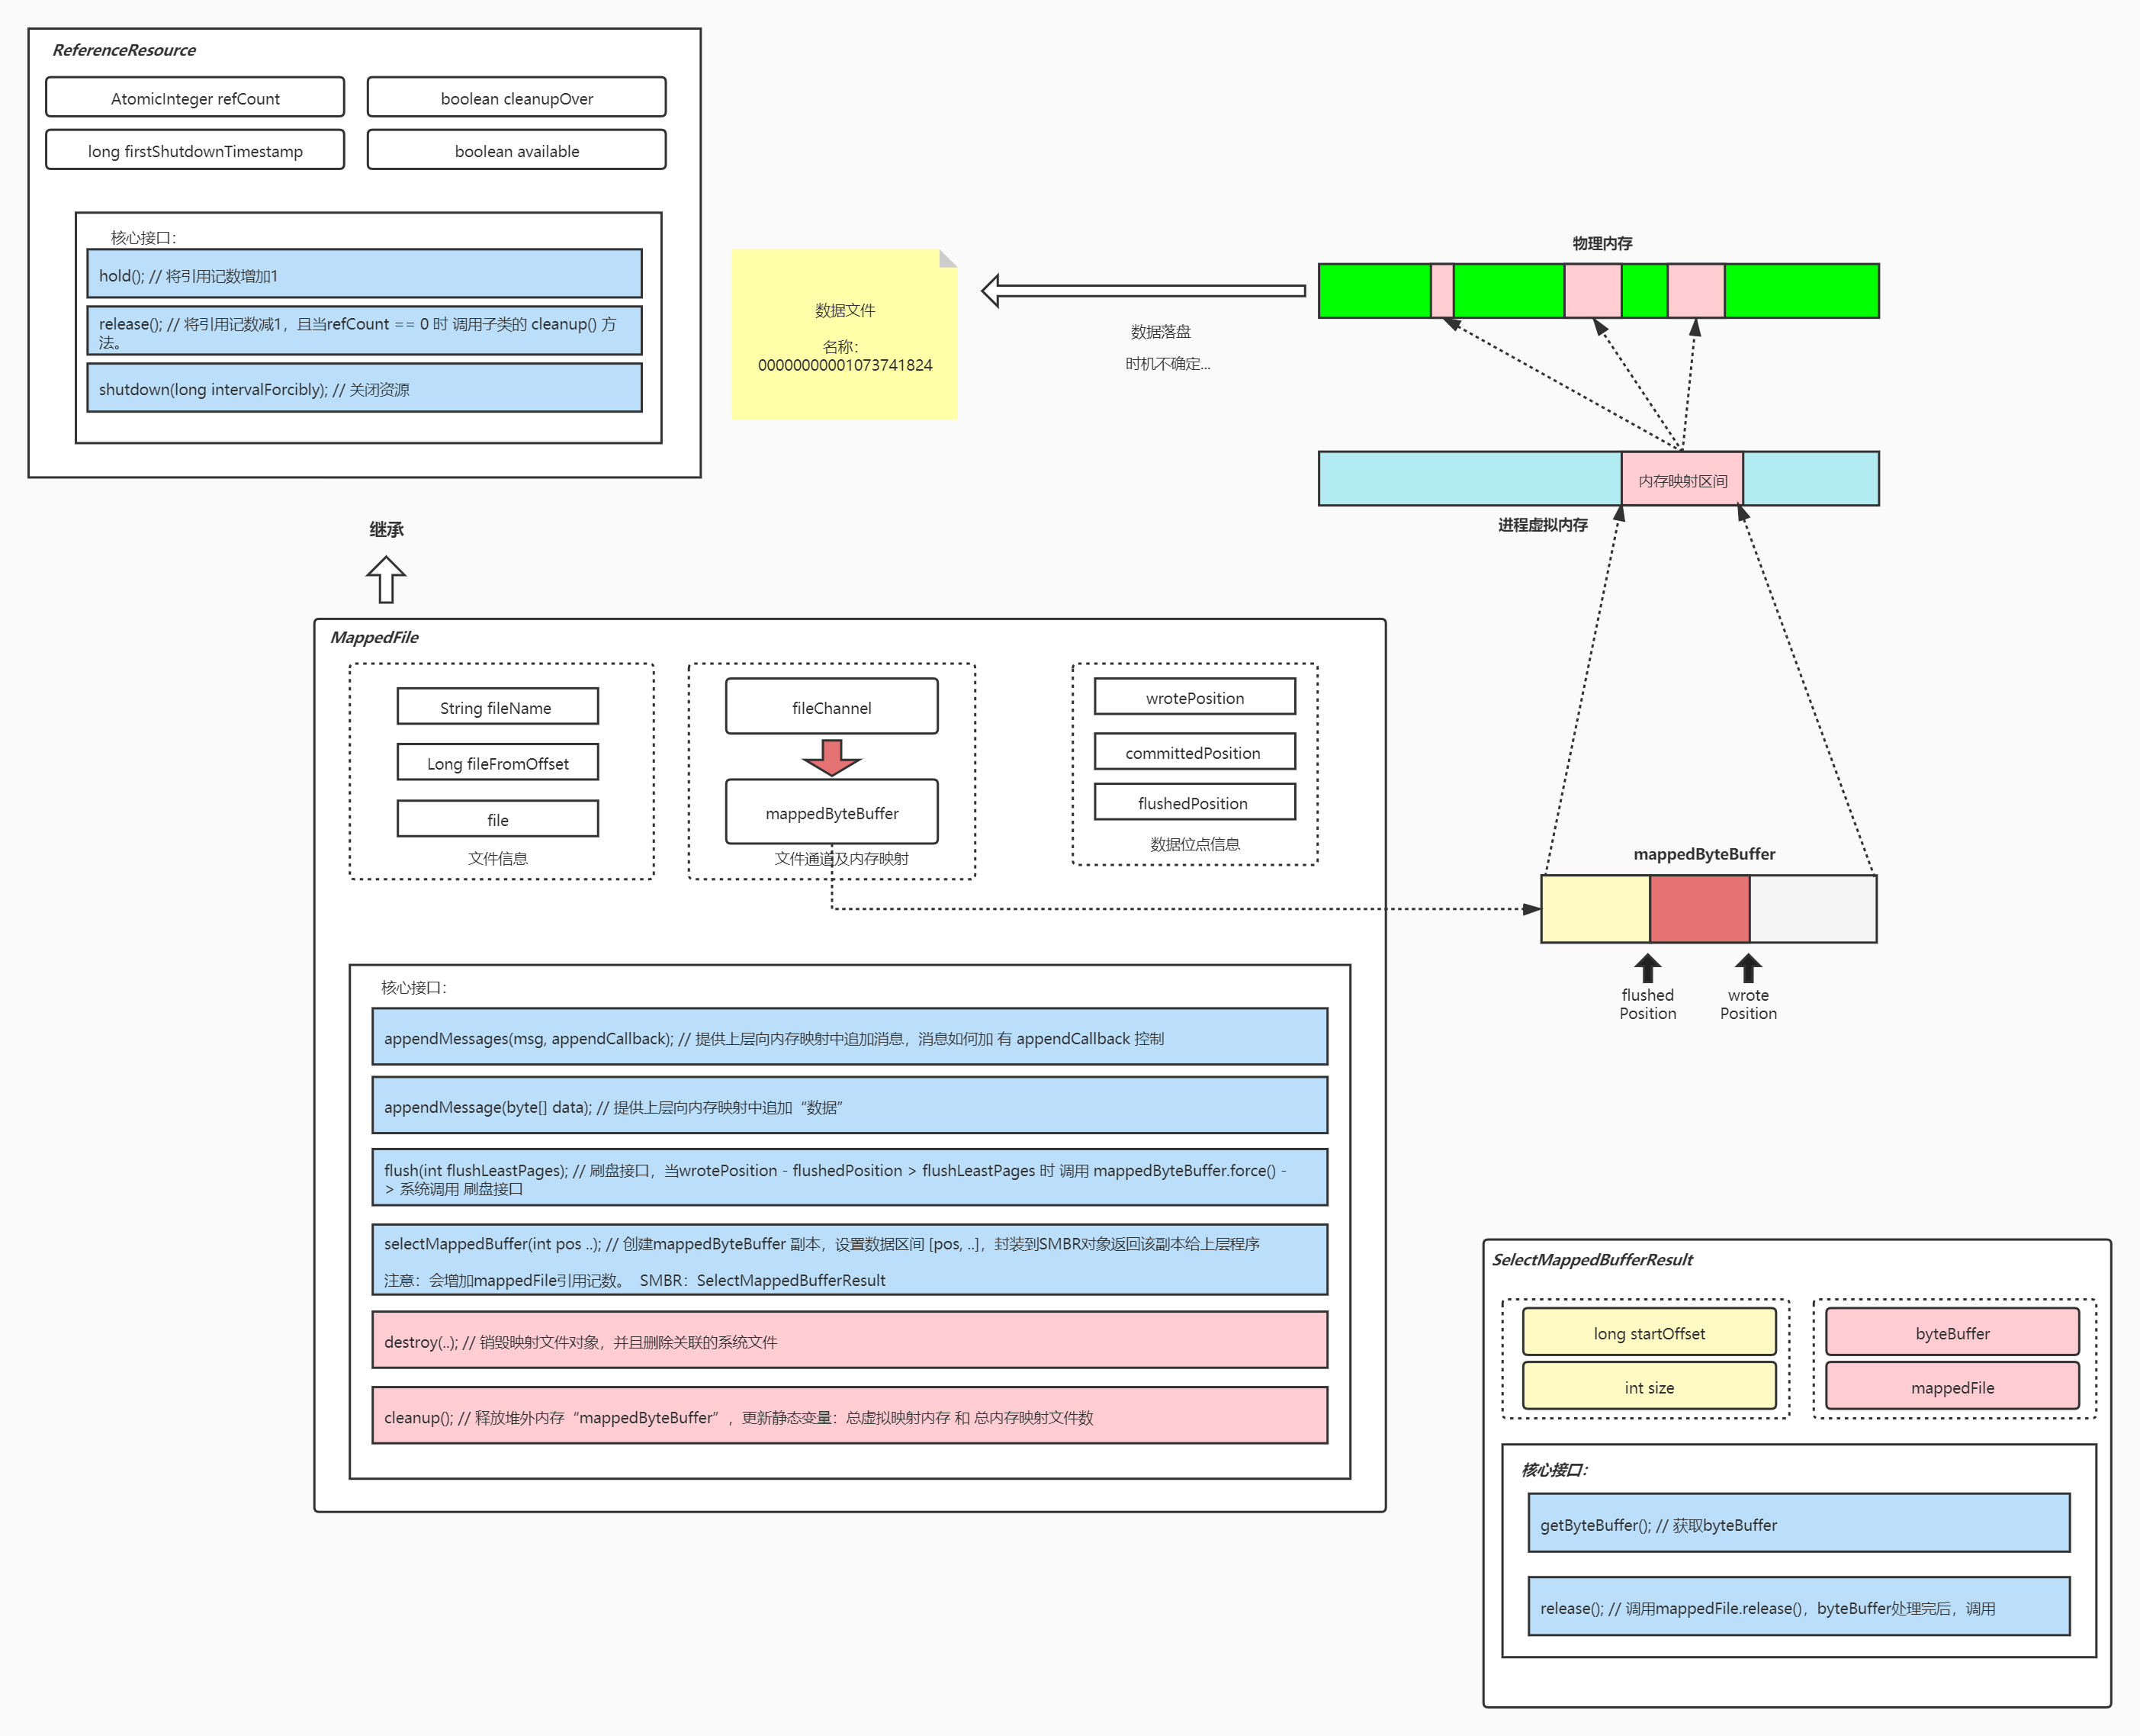 ReferenceResource
AtomicInteger refCount
boolean cleanupOver
long firstShutdownTimestamp
boolean available
核心接口：
hold(); // 将引用记数增加1
release(); // 将引用记数减1，且当refCount == 0 时 调用子类的 cleanup() 方
法。
shutdown(long intervalForcibly); // 关闭资源
数据文件
名称：
00000000001073741824
数据落盘
时机不确定...
物理内存
内存映射区间
进程虚拟内存
继承
MappedFile
String fileName
Long fileFromOffset
file
文件信息
fileChannel
mappedByteBuffer
文件通道及内存映射
wrotePosition
committedPosition
flushedPosition
数据位点信息
mappedByteBuffer
flushed
Position
wrote
Position
核心接口：
appendMessages(msg, appendCallback); // 提供上层向内存映射中追加消息，消息如何加 有 appendCallback 控制
appendMessage(byte[] data); // 提供上层向内存映射中追加“数据”
flush(int flushLeastPages); // 刷盘接口，当wrotePosition - flushedPosition > flushLeastPages 时 调用 mappedByteBuffer.force() -
> 系统调用 刷盘接口
selectMappedBuffer(int pos ..); // 创建mappedByteBuffer 副本，设置数据区间 [pos, ..]，封装到SMBR对象返回该副本给上层程序
注意：会增加mappedFile引用记数。 SMBR：SelectMappedBufferResult
destroy(..); // 销毁映射文件对象，并且删除关联的系统文件
cleanup(); // 释放堆外内存“mappedByteBuffer”，更新静态变量：总虚拟映射内存 和 总内存映射文件数
SelectMappedBufferResult
long startOffset
int size
byteBuffer
mappedFile
核心接口：
getByteBuffer(); // 获取byteBuffer
release(); // 调用mappedFile.release()，byteBuffer处理完后，调用